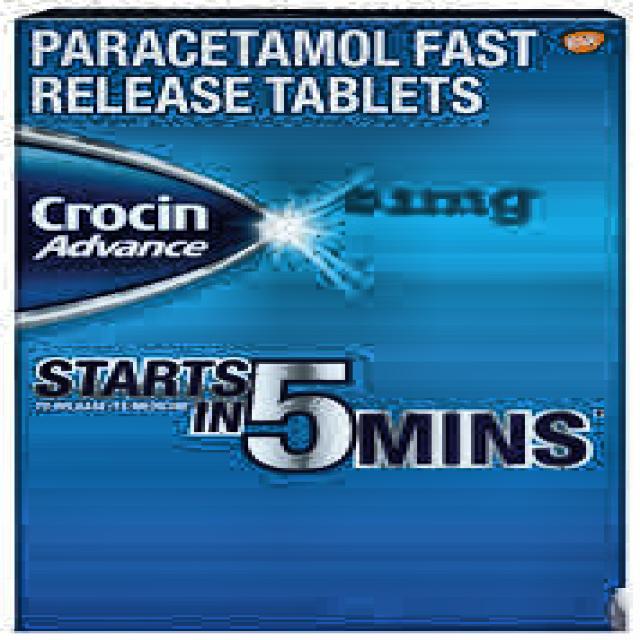 PARACETAMOL FAST
RELEASE TABLETS
Crocin
Advance
STARTS
IN 5 MINS